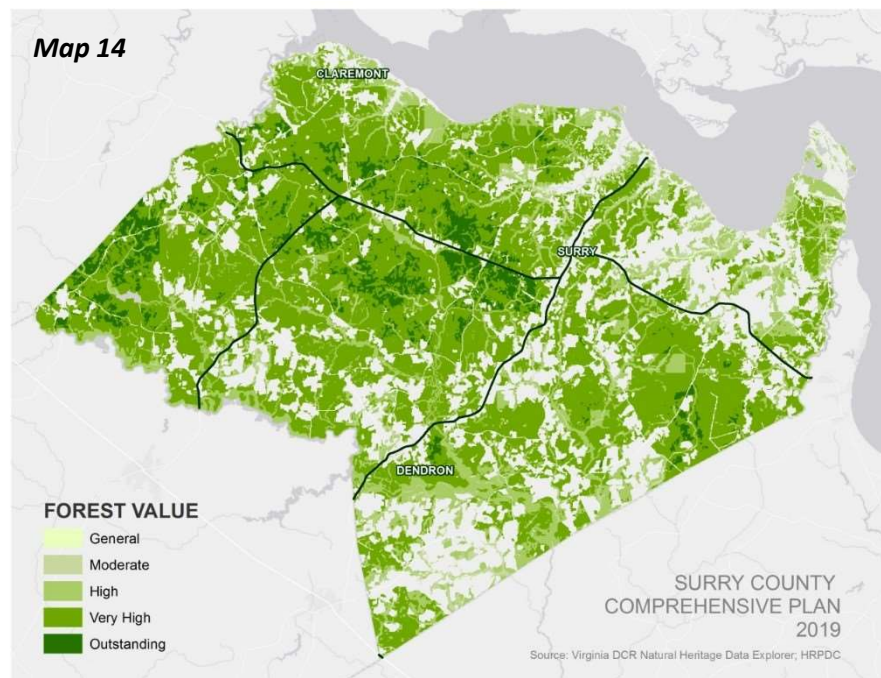 Map 14
CLAREMONT
SURRY
DENDRON
FOREST VALUE
General
Moderate
High
Very High
Outstanding
SURRY COUNTY
COMPREHENSIVE PLAN
2019
Source: Virginia DCR Natural Heritage Data Explorer; HRPDC